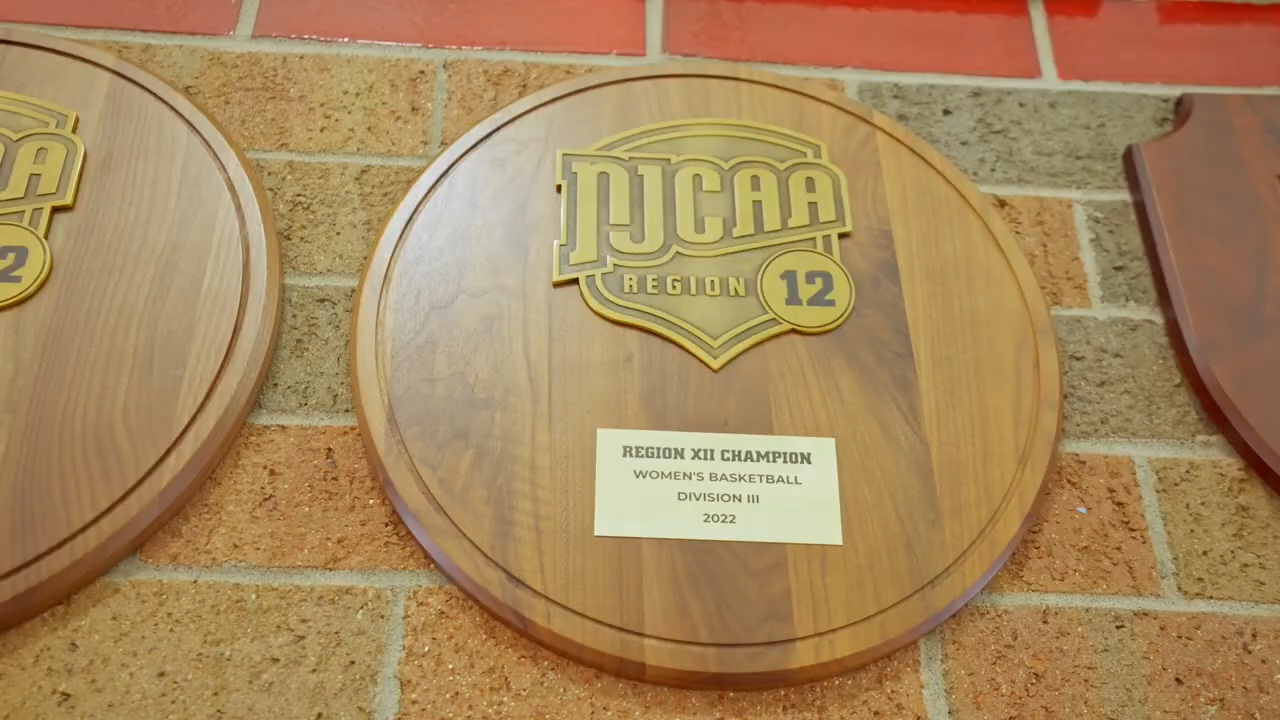 NJCAA
REGION 12
REGION XII CHAMPION
WOMEN'S BASKETBALL
DIVISION III
2022